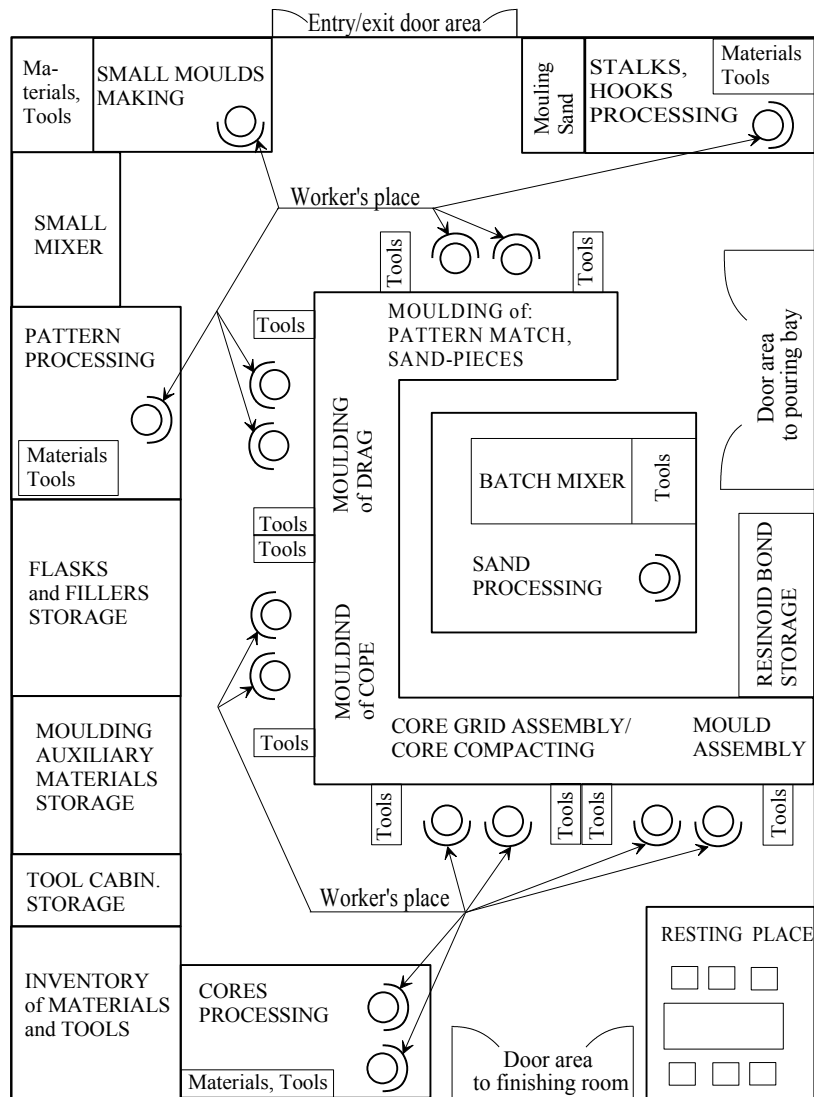 Entry/exit door area
Ma-
terials,
Tools
SMALL MOULDS
MAKING
Mouling
Sand
STALKS,
HOOKS
PROCESSING
Materials
Tools
Worker's place
SMALL
MIXER
Tools
Tools
Tools
MOULDING of:
PATTERN MATCH,
SAND-PIECES
PATTERN
PROCESSING
Materials
Tools
Door area
to pouring bay
MOULDING
of DRAG
BATCH MIXER
Tools
Tools
Tools
FLASKS
and FILLERS
STORAGE
SAND
PROCESSING
RESINOID BOND
STORAGE
MOULDIND
of COPE
MOULDING
AUXILIARY
MATERIALS
STORAGE
Tools
CORE GRID ASSEMBLY/
CORE COMPACTING
MOULD
ASSEMBLY
Tools
Tools
Tools
Tools
TOOL CABIN.
STORAGE
Worker's place
RESTING PLACE
INVENTORY
of MATERIALS
and TOOLS
CORES
PROCESSING
Materials, Tools
Door area
to finishing room